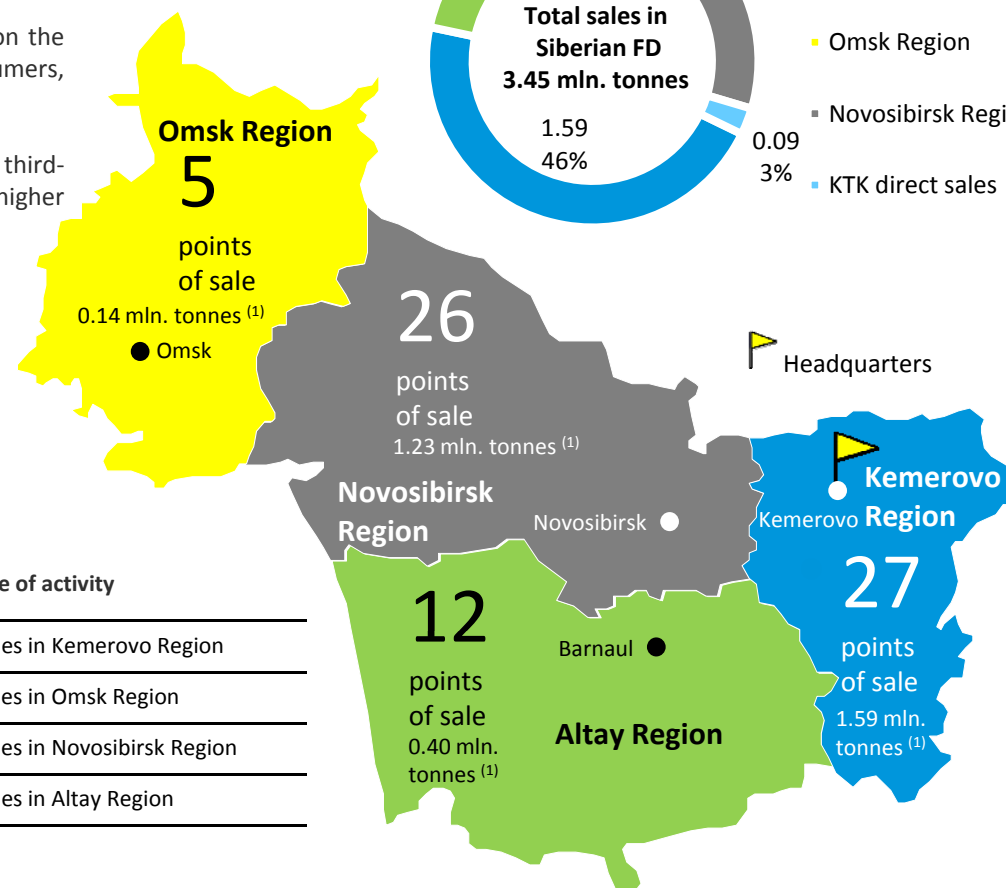 on the
umers,
third-
higher
Total sales in
Siberian FD
3.45 mln. tonnes
1.59
46%
0.09
3%
Omsk Region
Novosibirsk Regi
KTK direct sales
Omsk Region
5
points
of sale
0.14 mln. tonnes (1)
Omsk
26
points
of sale
1.23 mln. tonnes (1)
Novosibirsk
Region
Novosibirsk
Headquarters
Kemerovo
Region
Kemerovo
27
points
of sale
1.59 mln.
tonnes (1)
12
points
of sale
0.40 mln.
tonnes (1)
Barnaul
Altay Region
e of activity
es in Kemerovo Region
es in Omsk Region
es in Novosibirsk Region
es in Altay Region